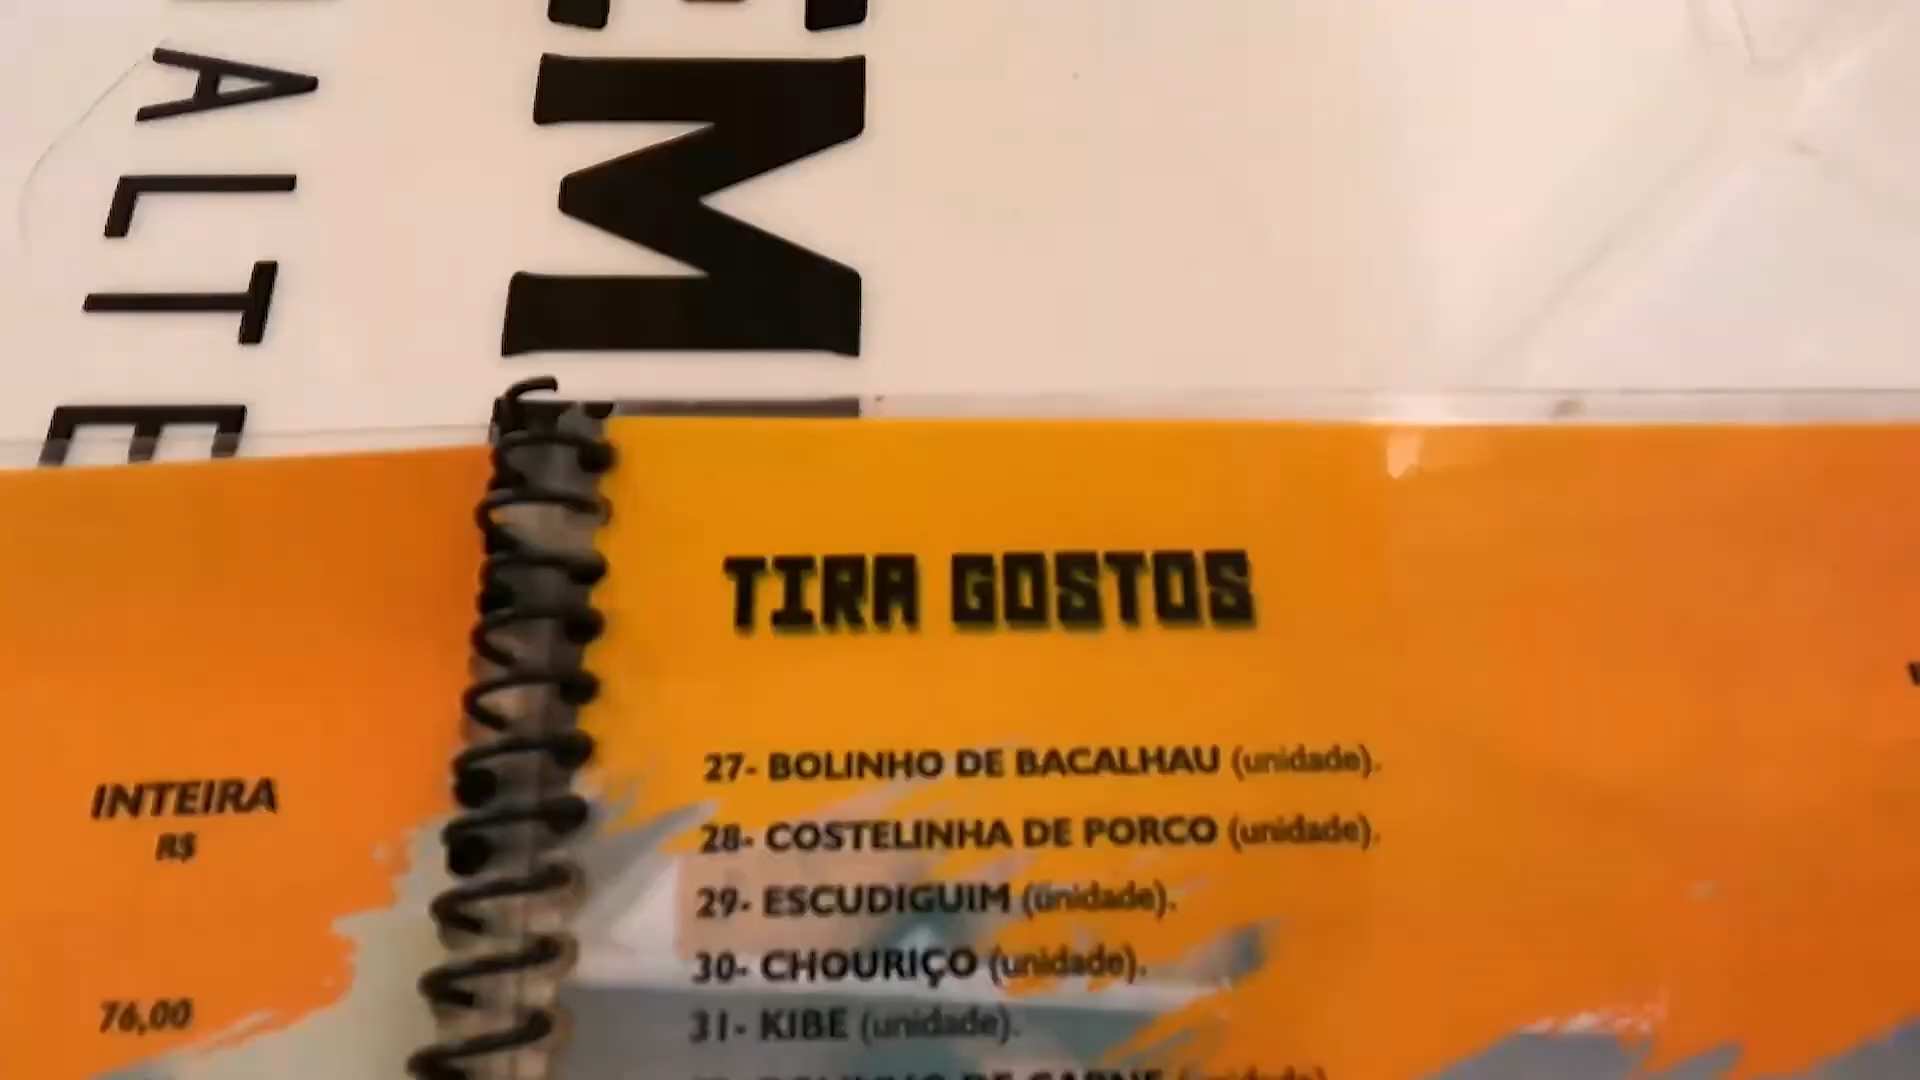 ALTE
EM
INTEIRA
R$
76,00
TIRA GOSTOS
27- BOLINHO DE BACALHAU (unidade).
28- COSTELINHA DE PORCO (unidade).
29- ESCUDIGUIM (unidade).
30- CHOURIÇO (unidade).
31- KIBE (unidade).